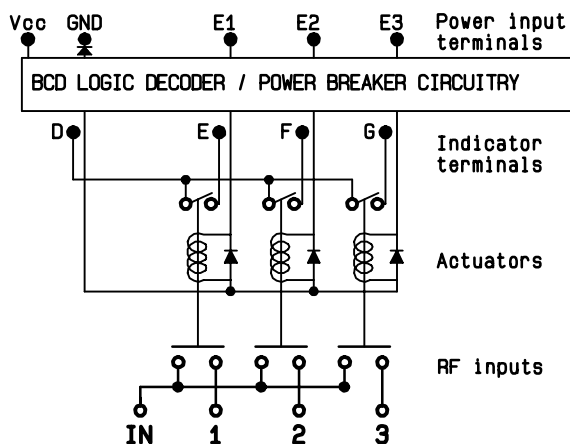 Vcc GND E1 E2 E3 Power input
terminals
BCD LOGIC DECODER / POWER BREAKER CIRCUITRY
D E F G Indicator
terminals
Actuators
RF inputs
IN 1 2 3